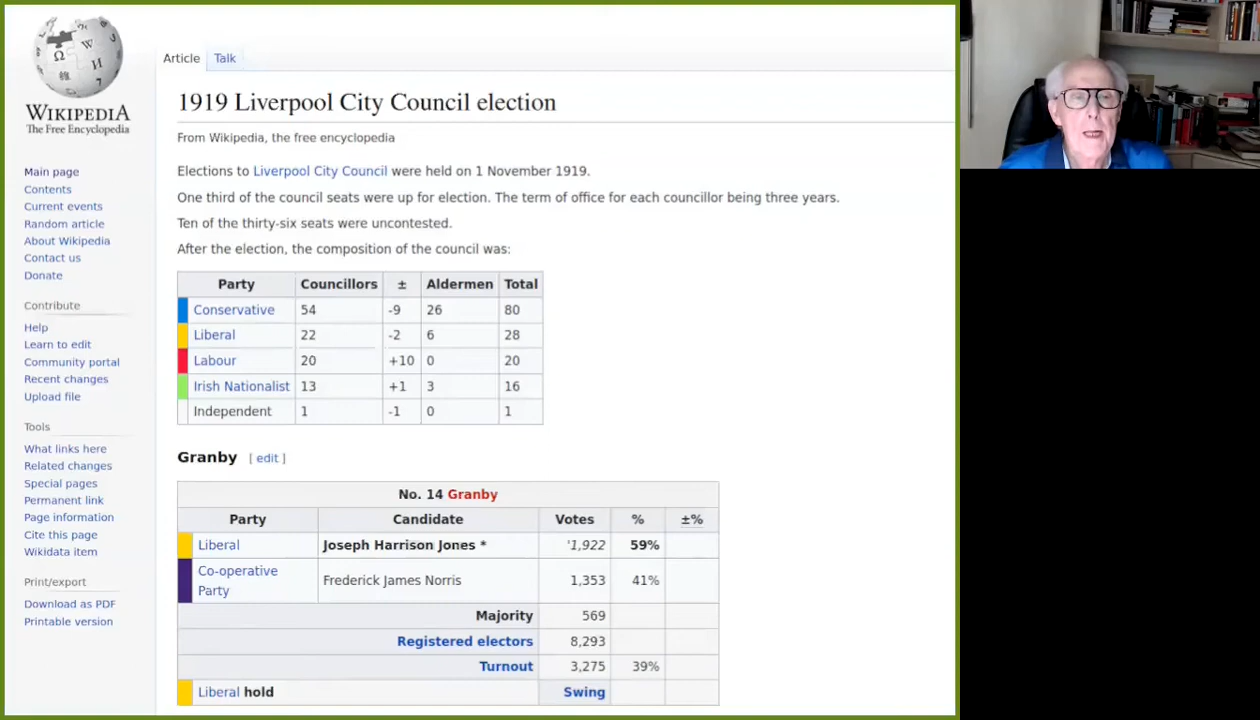 WIKIPEDIA
The Free Encyclopedia
Main page
Contents
Current events
Random article
About Wikipedia
Contact us
Donate
Contribute
Help
Learn to edit
Community portal
Recent changes
Upload file
Tools
What links here
Related changes
Special pages
Permanent link
Page information
Cite this page
Wikidata item
Print/export
Download as PDF
Printable version
Article Talk
1919 Liverpool City Council election
From Wikipedia, the free encyclopedia
Elections to Liverpool City Council were held on 1 November 1919.
One third of the council seats were up for election. The term of office for each councillor being three years.
Ten of the thirty-six seats were uncontested.
After the election, the composition of the council was:
Party Councillors ± Aldermen Total
Conservative 54 -9 26 80
Liberal 22 -2 6 28
Labour 20 +10 0 20
Irish Nationalist 13 +1 3 16
Independent 1 -1 0 1
Granby [ edit ]
No. 14 Granby
Party Candidate Votes % ±%
Liberal Joseph Harrison Jones * '1,922 59%
Co-operative
Party Frederick James Norris 1,353 41%
Majority 569
Registered electors 8,293
Turnout 3,275 39%
Liberal hold Swing